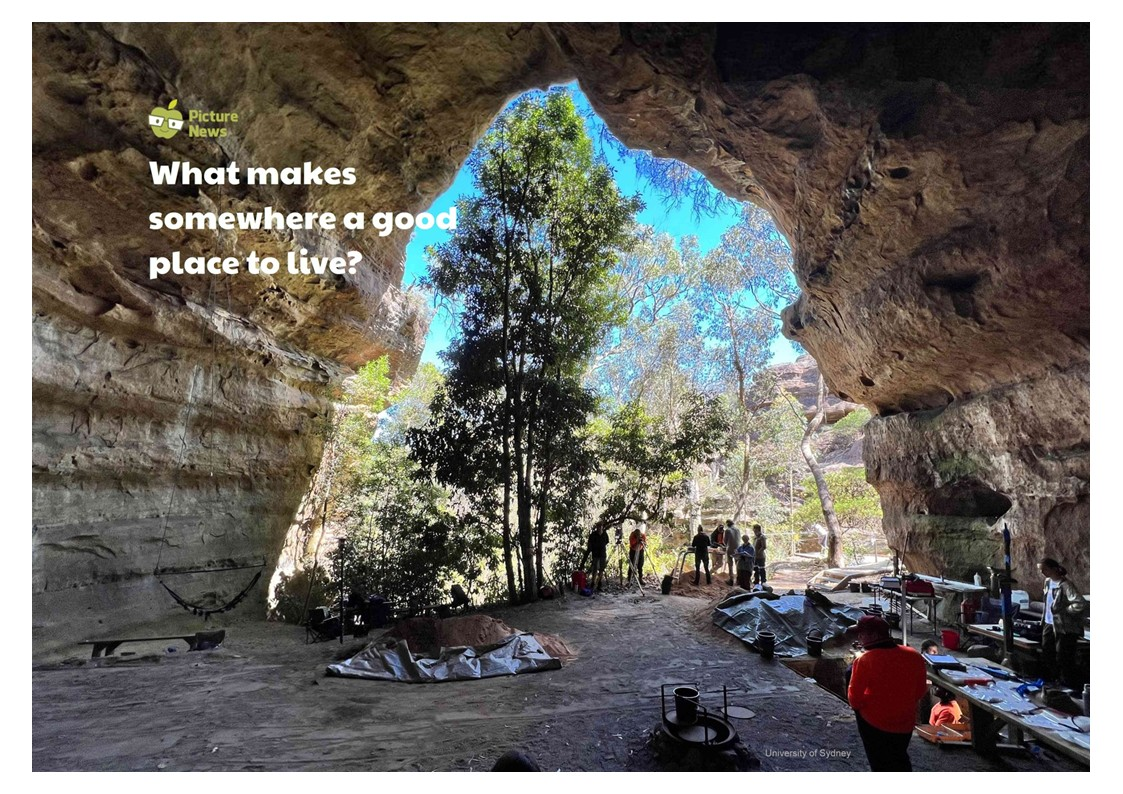 Picture
News
What makes
somewhere a good
place to live?
University of Sydney